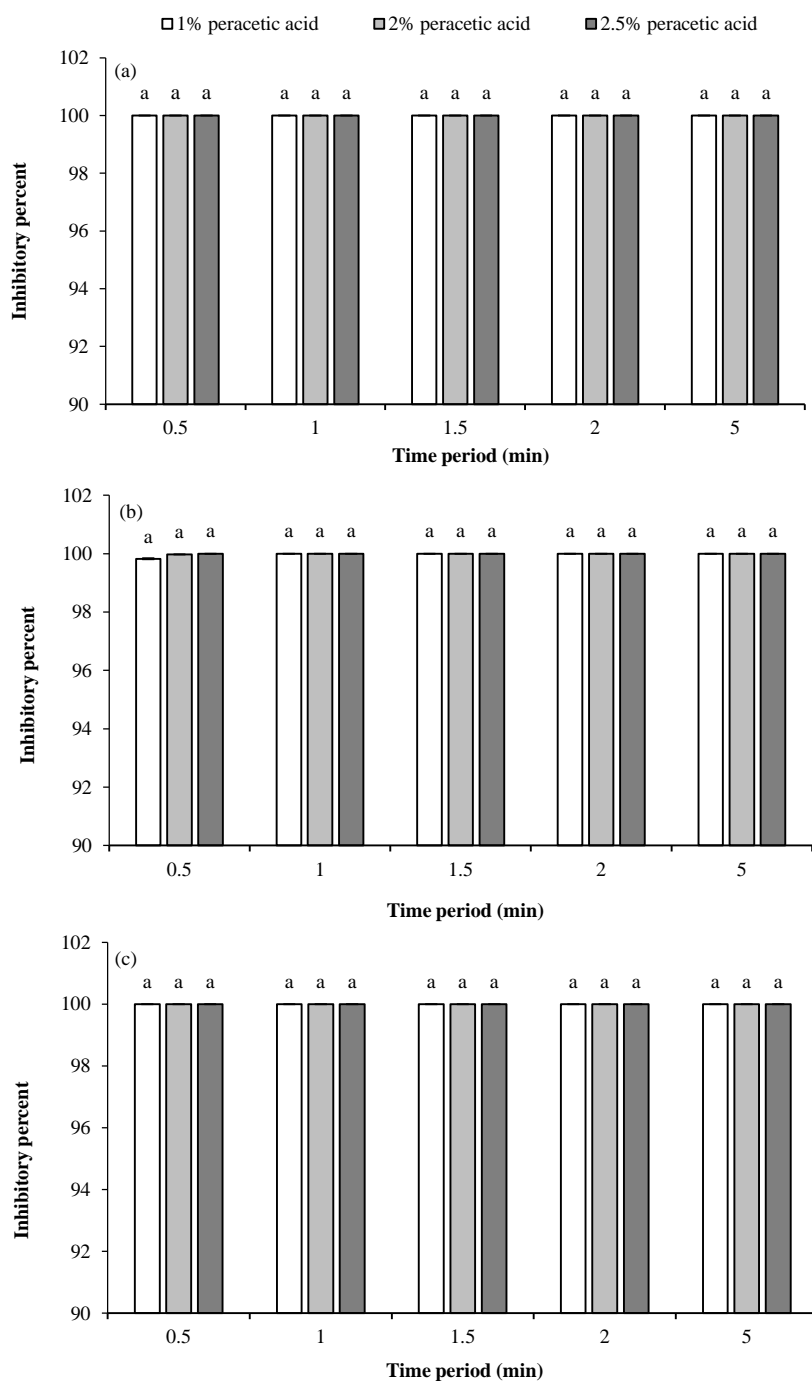 1% peracetic acid 2% peracetic acid 2.5% peracetic acid
(a)
102
100
98
96
94
92
90
a a a a a a a a a a a a a a a
Inhibitory percent
0.5 1 1.5 2 5
Time period (min)
(b)
102
100
98
96
94
92
90
a a a a a a a a a a a a a a a
Inhibitory percent
0.5 1 1.5 2 5
Time period (min)
(c)
102
100
98
96
94
92
90
a a a a a a a a a a a a a a a
Inhibitory percent
0.5 1 1.5 2 5
Time period (min)